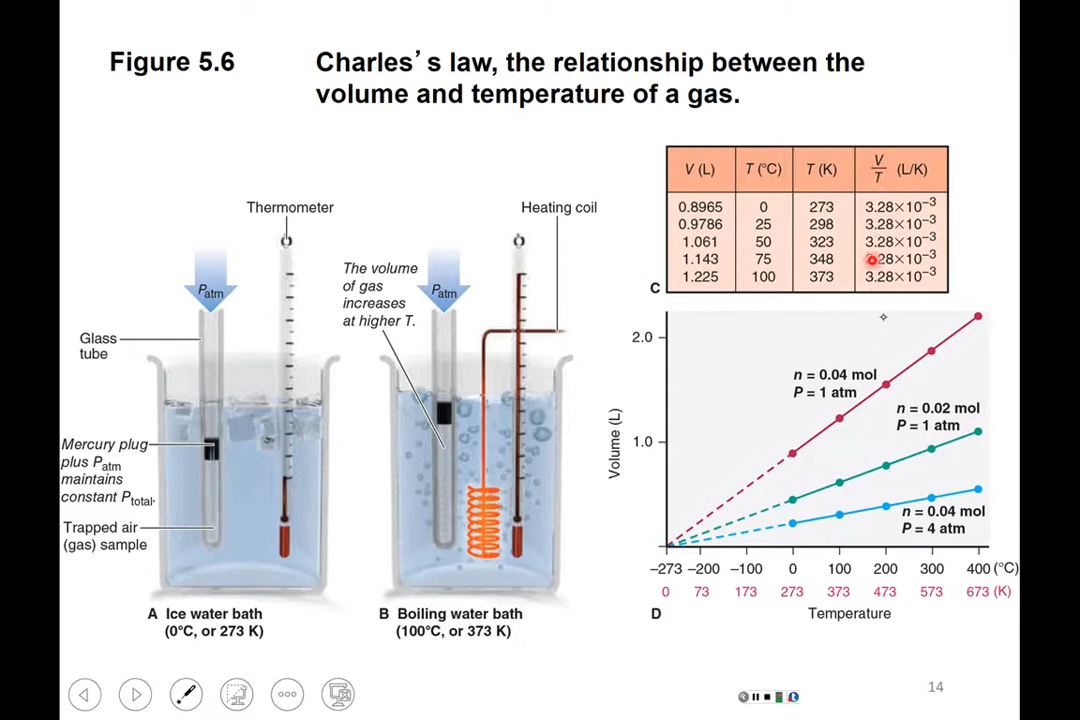 Figure 5.6
Charles's law, the relationship between the
volume and temperature of a gas.
Thermometer
Heating coil
The volume
of gas
increases
at higher T.
Patm
Patm
Glass
tube
Mercury plug
plus Patm
maintains
constant Ptotal.
Trapped air
(gas) sample
A Ice water bath
(0°C, or 273 K)
B Boiling water bath
(100°C, or 373 K)
V (L) T (°C) T (K) V/T (L/K)
0.8965 0 273 3.28×10−3
0.9786 25 298 3.28×10−3
1.061 50 323 3.28×10−3
1.143 75 348 28×10−3
1.225 100 373 3.28×10−3
C
2.0
1.0
Volume (L)
n = 0.04 mol
P = 1 atm
n = 0.02 mol
P = 1 atm
n = 0.04 mol
P = 4 atm
−273 −200 −100 0 100 200 300 400 (°C)
0 73 173 273 373 473 573 673 (K)
D Temperature
14